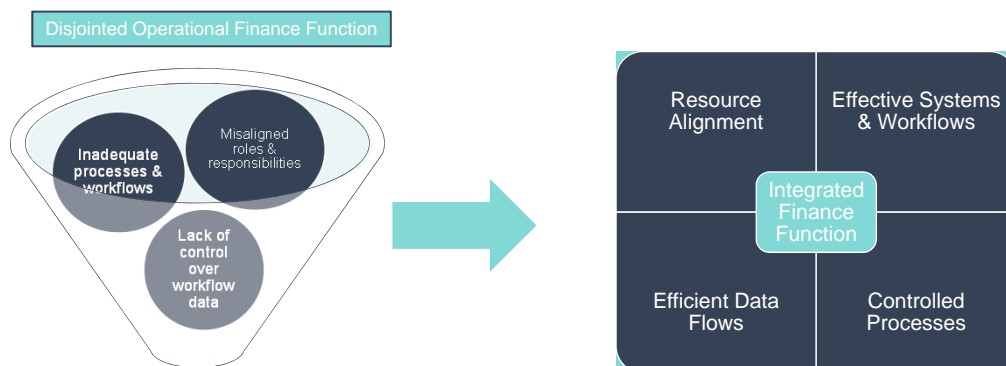 Disjointed Operational Finance Function
Inadequate
processes &
workflows
Misaligned
roles &
responsibilities
Lack of
control
over
workflow
data
Resource
Alignment
Effective Systems
& Workflows
Integrated
Finance
Function
Efficient Data
Flows
Controlled
Processes